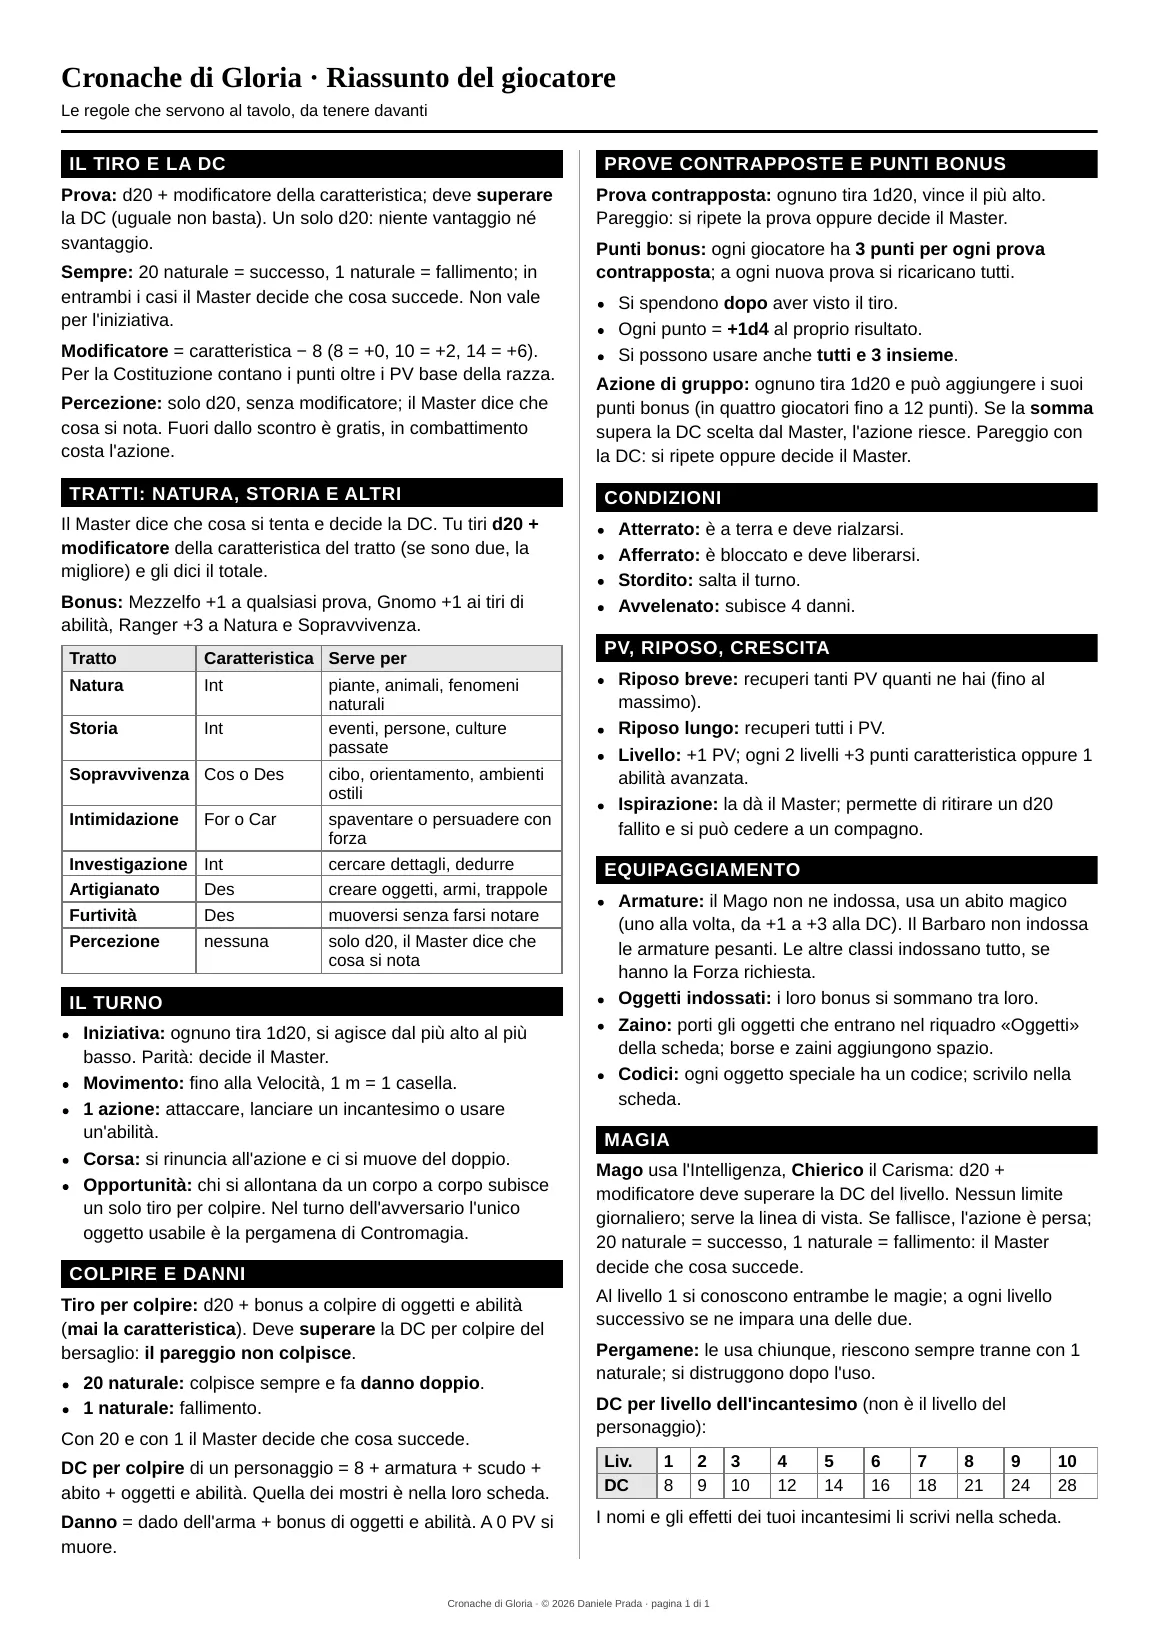 Cronache di Gloria · Riassunto del giocatore
Le regole che servono al tavolo, da tenere davanti
IL TIRO E LA DC
Prova: d20 + modificatore della caratteristica; deve superare
la DC (uguale non basta). Un solo d20: niente vantaggio né
svantaggio.
Sempre: 20 naturale = successo, 1 naturale = fallimento; in
entrambi i casi il Master decide che cosa succede. Non vale
per l'iniziativa.
Modificatore = caratteristica − 8 (8 = +0, 10 = +2, 14 = +6).
Per la Costituzione contano i punti oltre i PV base della razza.
Percezione: solo d20, senza modificatore; il Master dice che
cosa si nota. Fuori dallo scontro è gratis, in combattimento
costa l'azione.
TRATTI: NATURA, STORIA E ALTRI
Il Master dice che cosa si tenta e decide la DC. Tu tiri d20 +
modificatore della caratteristica del tratto (se sono due, la
migliore) e gli dici il totale.
Bonus: Mezzelfo +1 a qualsiasi prova, Gnomo +1 ai tiri di
abilità, Ranger +3 a Natura e Sopravvivenza.
Tratto Caratteristica Serve per
Natura Int piante, animali, fenomeni
naturali
Storia Int eventi, persone, culture
passate
Sopravvivenza Cos o Des cibo, orientamento, ambienti
ostili
Intimidazione For o Car spaventare o persuadere con
forza
Investigazione Int cercare dettagli, dedurre
Artigianato Des creare oggetti, armi, trappole
Furtività Des muoversi senza farsi notare
Percezione nessuna solo d20, il Master dice che
cosa si nota
IL TURNO
• Iniziativa: ognuno tira 1d20, si agisce dal più alto al più
basso. Parità: decide il Master.
• Movimento: fino alla Velocità, 1 m = 1 casella.
• 1 azione: attaccare, lanciare un incantesimo o usare
un'abilità.
• Corsa: si rinuncia all'azione e ci si muove del doppio.
• Opportunità: chi si allontana da un corpo a corpo subisce
un solo tiro per colpire. Nel turno dell'avversario l'unico
oggetto usabile è la pergamena di Contromagia.
COLPIRE E DANNI
Tiro per colpire: d20 + bonus a colpire di oggetti e abilità
(mai la caratteristica). Deve superare la DC per colpire del
bersaglio: il pareggio non colpisce.
• 20 naturale: colpisce sempre e fa danno doppio.
• 1 naturale: fallimento.
Con 20 e con 1 il Master decide che cosa succede.
DC per colpire di un personaggio = 8 + armatura + scudo +
abito + oggetti e abilità. Quella dei mostri è nella loro scheda.
Danno = dado dell'arma + bonus di oggetti e abilità. A 0 PV si
muore.
PROVE CONTRAPPOSTE E PUNTI BONUS
Prova contrapposta: ognuno tira 1d20, vince il più alto.
Pareggio: si ripete la prova oppure decide il Master.
Punti bonus: ogni giocatore ha 3 punti per ogni prova
contrapposta; a ogni nuova prova si ricaricano tutti.
• Si spendono dopo aver visto il tiro.
• Ogni punto = +1d4 al proprio risultato.
• Si possono usare anche tutti e 3 insieme.
Azione di gruppo: ognuno tira 1d20 e può aggiungere i suoi
punti bonus (in quattro giocatori fino a 12 punti). Se la somma
supera la DC scelta dal Master, l'azione riesce. Pareggio con
la DC: si ripete oppure decide il Master.
CONDIZIONI
• Atterrato: è a terra e deve rialzarsi.
• Afferrato: è bloccato e deve liberarsi.
• Stordito: salta il turno.
• Avvelenato: subisce 4 danni.
PV, RIPOSO, CRESCITA
• Riposo breve: recuperi tanti PV quanti ne hai (fino al
massimo).
• Riposo lungo: recuperi tutti i PV.
• Livello: +1 PV; ogni 2 livelli +3 punti caratteristica oppure 1
abilità avanzata.
• Ispirazione: la dà il Master; permette di ritirare un d20
fallito e si può cedere a un compagno.
EQUIPAGGIAMENTO
• Armature: il Mago non ne indossa, usa un abito magico
(uno alla volta, da +1 a +3 alla DC). Il Barbaro non indossa
le armature pesanti. Le altre classi indossano tutto, se
hanno la Forza richiesta.
• Oggetti indossati: i loro bonus si sommano tra loro.
• Zaino: porti gli oggetti che entrano nel riquadro «Oggetti»
della scheda; borse e zaini aggiungono spazio.
• Codici: ogni oggetto speciale ha un codice; scrivilo nella
scheda.
MAGIA
Mago usa l'Intelligenza, Chierico il Carisma: d20 +
modificatore deve superare la DC del livello. Nessun limite
giornaliero; serve la linea di vista. Se fallisce, l'azione è persa;
20 naturale = successo, 1 naturale = fallimento: il Master
decide che cosa succede.
Al livello 1 si conoscono entrambe le magie; a ogni livello
successivo se ne impara una delle due.
Pergamene: le usa chiunque, riescono sempre tranne con 1
naturale; si distruggono dopo l'uso.
DC per livello dell'incantesimo (non è il livello del
personaggio):
Liv. 1 2 3 4 5 6 7 8 9 10
DC 8 9 10 12 14 16 18 21 24 28
I nomi e gli effetti dei tuoi incantesimi li scrivi nella scheda.
Cronache di Gloria · © 2026 Daniele Prada · pagina 1 di 1